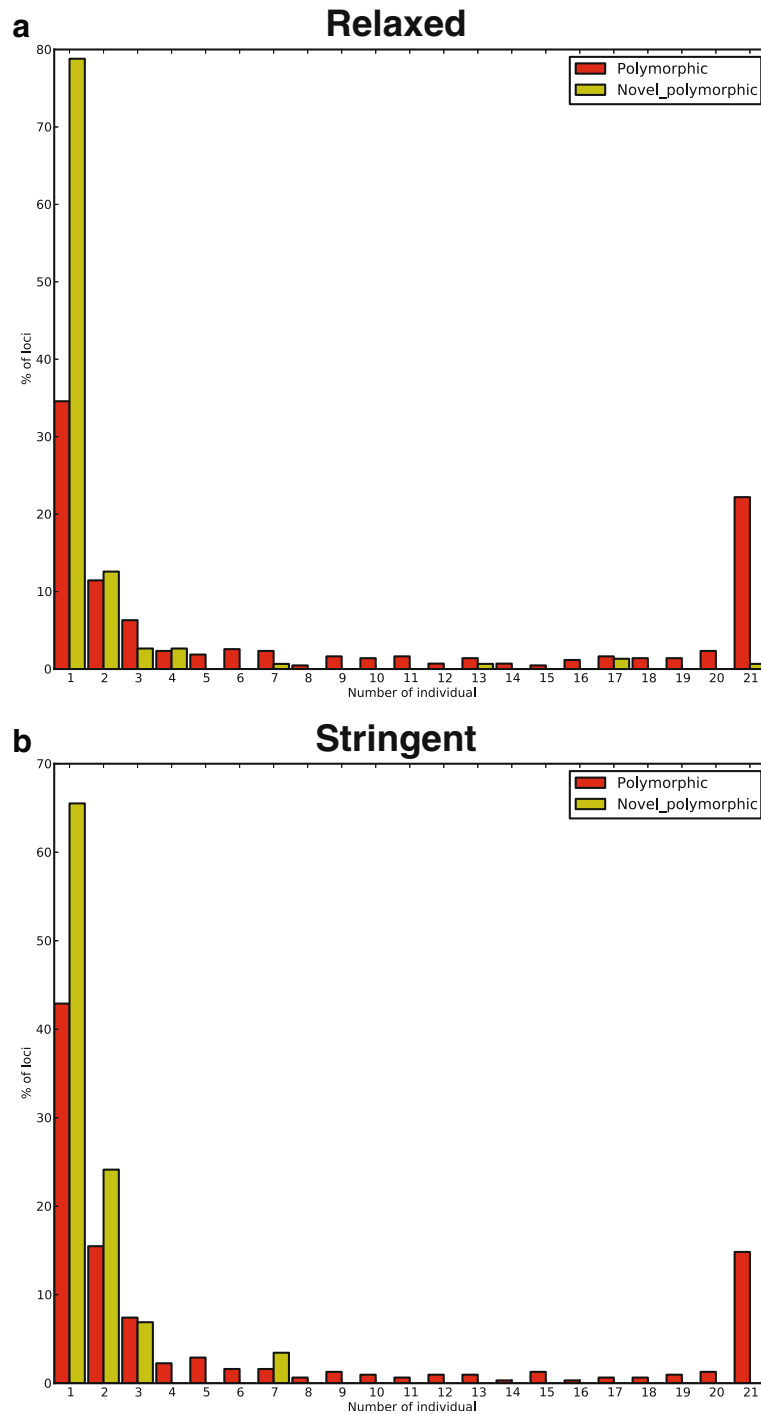 a
Relaxed
80
70
60
50
40
30
20
10
0
% of loci
Polymorphic
Novel_polymorphic
1 2 3 4 5 6 7 8 9 10 11 12 13 14 15 16 17 18 19 20 21
Number of individual
b
Stringent
70
60
50
40
30
20
10
0
% of loci
Polymorphic
Novel_polymorphic
1 2 3 4 5 6 7 8 9 10 11 12 13 14 15 16 17 18 19 20 21
Number of individual